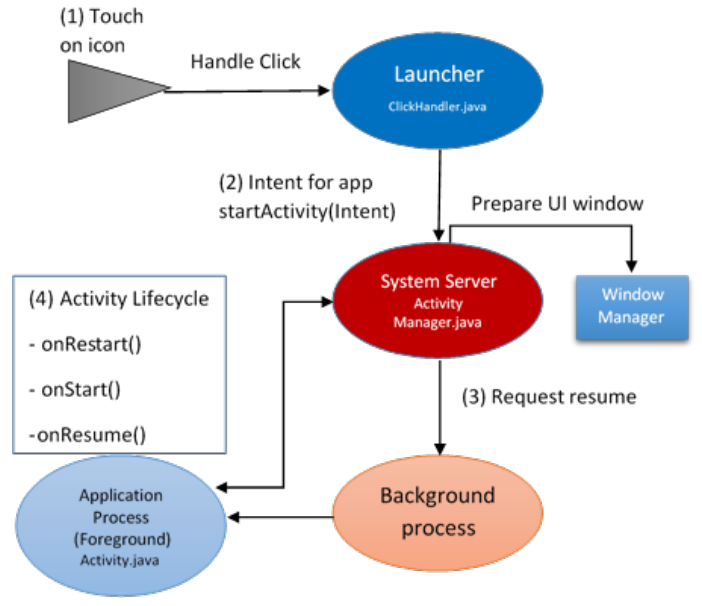 (1) Touch
on icon
Handle Click
Launcher
ClickHandler.java
(2) Intent for app
startActivity(Intent)
Prepare UI window
System Server
Activity
Manager.java
Window
Manager
(4) Activity Lifecycle
- onRestart()
- onStart()
-onResume()
(3) Request resume
Application
Process
(Foreground)
Activity.java
Background
process